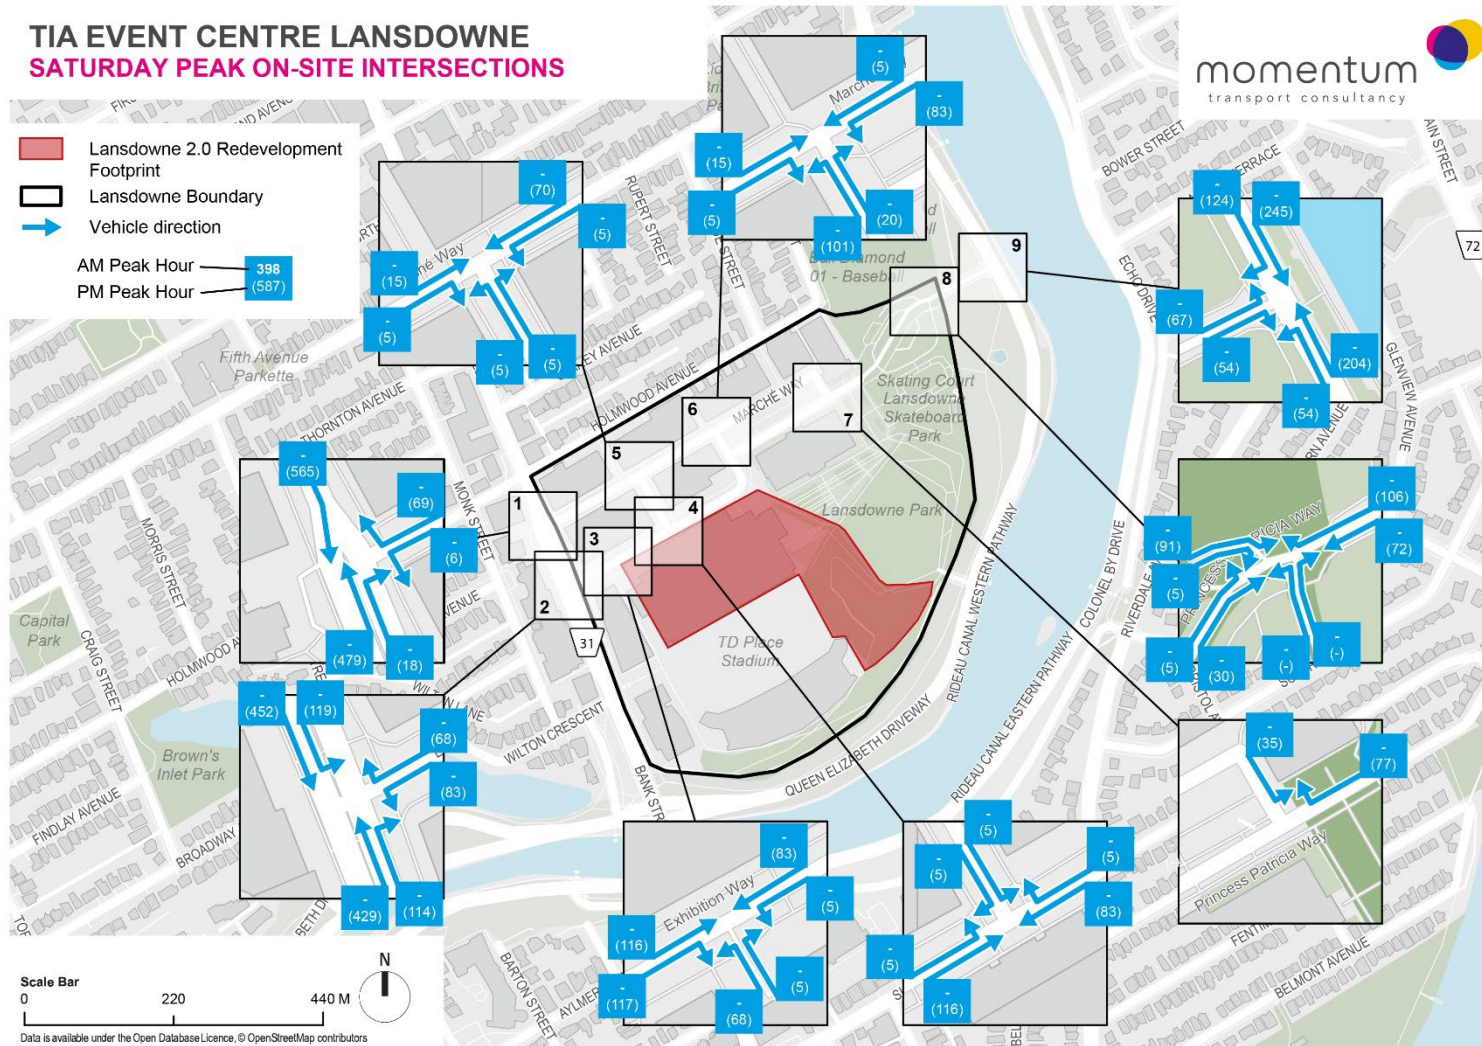 TIA EVENT CENTRE LANSDOWNE
SATURDAY PEAK ON-SITE INTERSECTIONS
momentum
transport consultancy
Lansdowne 2.0 Redevelopment
Footprint
Lansdowne Boundary
Vehicle direction
AM Peak Hour
PM Peak Hour
398
(587)
-
(70)
-
(5)
-
(15)
-
(5)
-
(5)
-
(5)
-
(5)
-
(83)
-
(15)
-
(5)
-
(101)
-
(20)
-
(124)
-
(245)
-
(67)
-
(54)
-
(204)
-
(54)
-
(565)
-
(69)
-
(6)
-
(479)
-
(18)
-
(106)
-
(72)
-
(91)
-
(5)
-
(5)
-
(30)
-
(-)
-
(-)
-
(452)
-
(119)
-
(68)
-
(83)
-
(429)
-
(114)
-
(35)
-
(77)
-
(83)
-
(5)
-
(116)
-
(117)
-
(68)
-
(5)
-
(5)
-
(5)
-
(5)
-
(83)
-
(5)
-
(116)
1
2
3
4
5
6
7
8
9
31
72
Fifth Avenue
Parkette
THORNTON AVENUE
HOLMWOOD AVENUE
RUPERT STREET
MARCHÉ WAY
MONK STREET
MORRIS STREET
CRAIG STREET
Capital
Park
Brown's
Inlet Park
FINDLAY AVENUE
BROADWAY
WILTON CRESCENT
Skating Court
Lansdowne
Skateboard
Park
Lansdowne Park
TD Place
Stadium
01 - Baseball
QUEEN ELIZABETH DRIVEWAY
RIDEAU CANAL WESTERN PATHWAY
RIDEAU CANAL EASTERN PATHWAY
COLONEL BY DRIVE
ECHO DRIVE
BOWER STREET
GLENVIEW AVENUE
Exhibition Way
Princess Patricia Way
BELMONT AVENUE
BARTON STREET
N
Scale Bar
0 220 440 M
Data is available under the Open Database Licence, © OpenStreetMap contributors